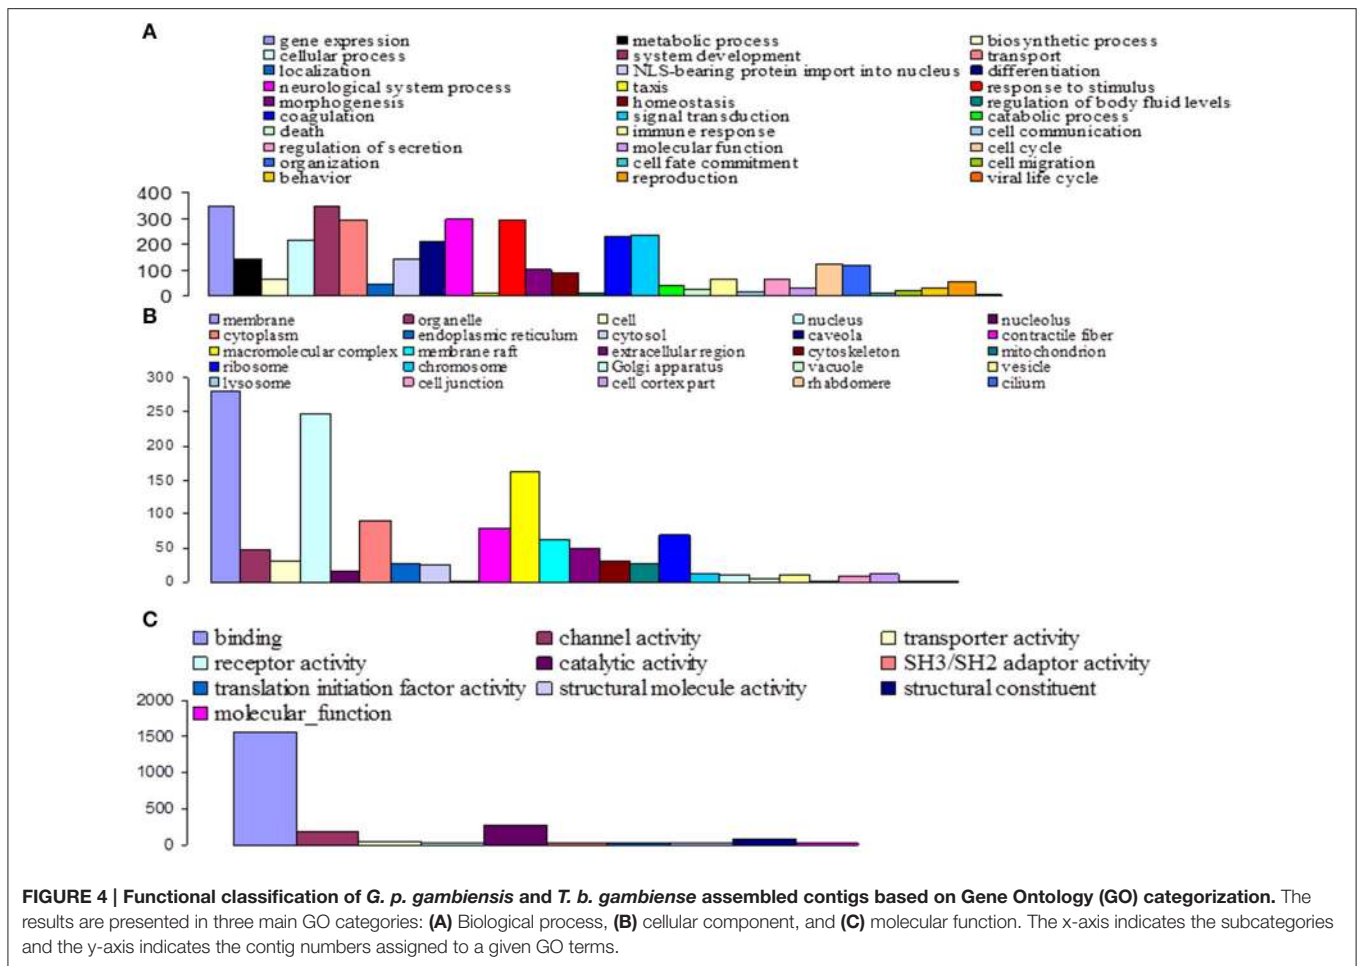 A
gene expression metabolic process biosynthetic process
cellular process system development transport
localization NLS-bearing protein import into nucleus differentiation
neurological system process taxis response to stimulus
morphogenesis homeostasis regulation of body fluid levels
coagulation signal transduction catabolic process
death immune response cell communication
regulation of secretion molecular function cell cycle
organization cell fate commitment cell migration
behavior reproduction viral life cycle
400
300
200
100
0
B
membrane organelle cell nucleus nucleolus
cytoplasm endoplasmic reticulum cytosol caveola contractile fiber
macromolecular complex membrane raft extracellular region cytoskeleton mitochondrion
ribosome chromosome Golgi apparatus vacuole vesicle
lysosome cell junction cell cortex part rhabdomere cilium
300
250
200
150
100
50
0
C
binding channel activity transporter activity
receptor activity catalytic activity SH3/SH2 adaptor activity
translation initiation factor activity structural molecule activity structural constituent
molecular_function
2000
1500
1000
500
0
FIGURE 4 | Functional classification of G. p. gambiensis and T. b. gambiense assembled contigs based on Gene Ontology (GO) categorization. The
results are presented in three main GO categories: (A) Biological process, (B) cellular component, and (C) molecular function. The x-axis indicates the subcategories
and the y-axis indicates the contig numbers assigned to a given GO terms.